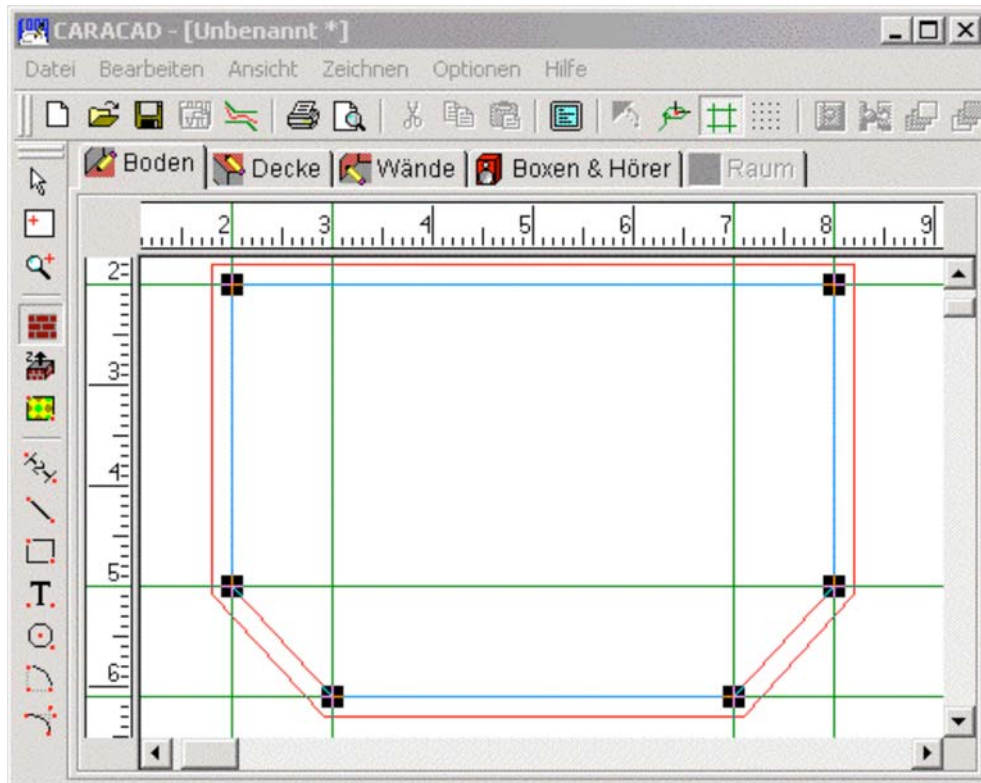 CARACAD - [Unbenannt *]
Datei Bearbeiten Ansicht Zeichnen Optionen Hilfe
Boden Decke Wände Boxen & Hörer Raum
2 3 4 5 6 7 8 9
2
3
4
5
6
T